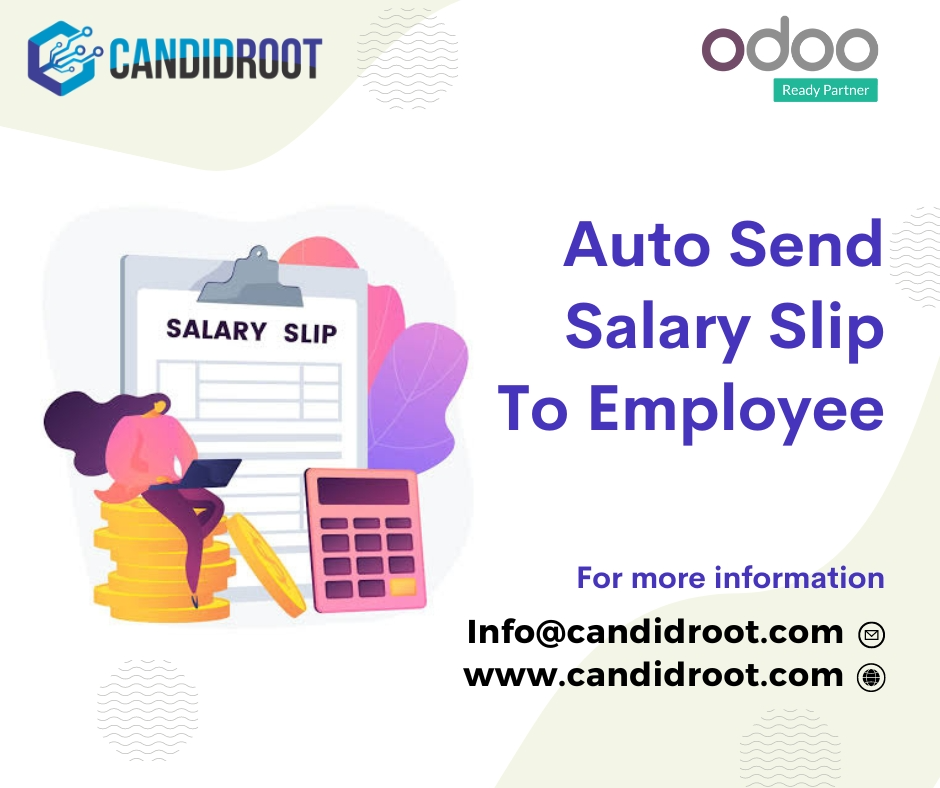 CANDIDROOT
odoo
Ready Partner
Auto Send
Salary Slip
To Employee
SALARY SLIP
For more information
Info@candidroot.com
www.candidroot.com